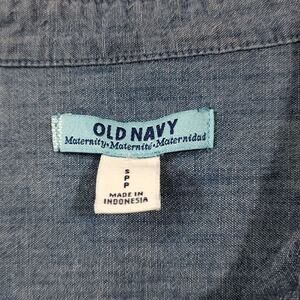 OLD NAVY
Maternity•Maternité•Maternidad
S
P
P
MADE IN
INDONESIA